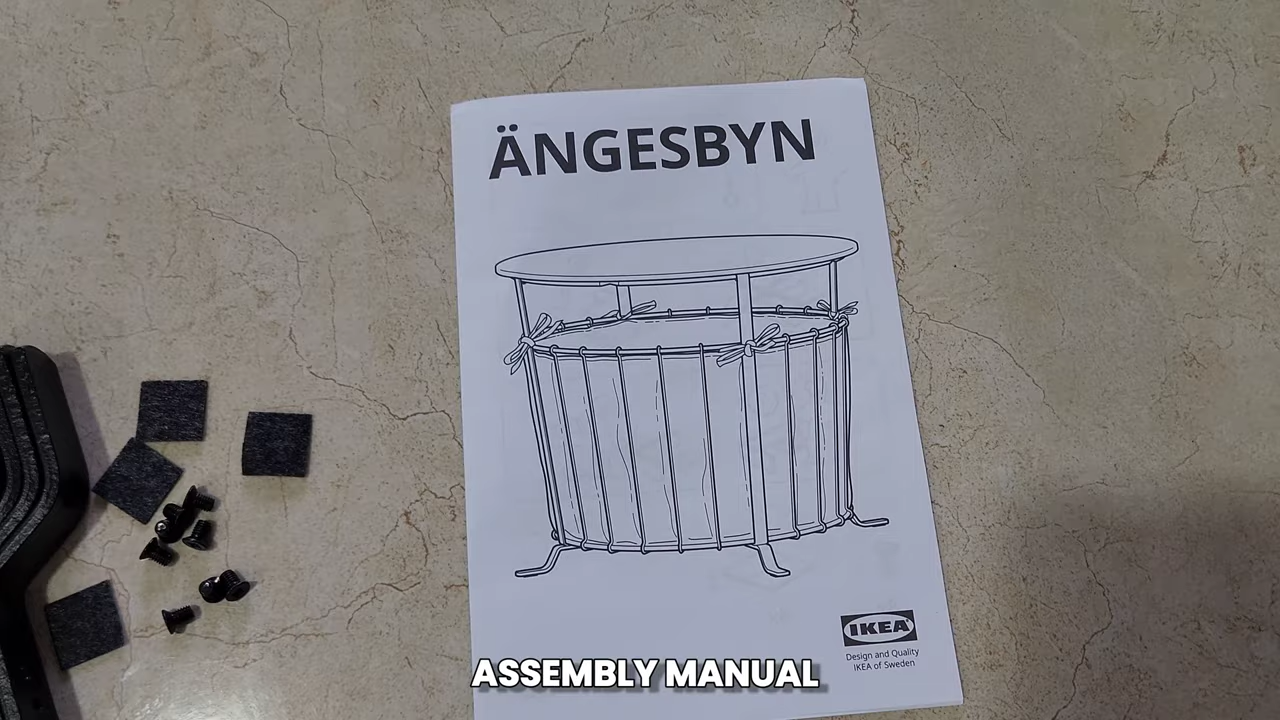 ÄNGESBYN
IKEA
Design and Quality
IKEA of Sweden
ASSEMBLY MANUAL